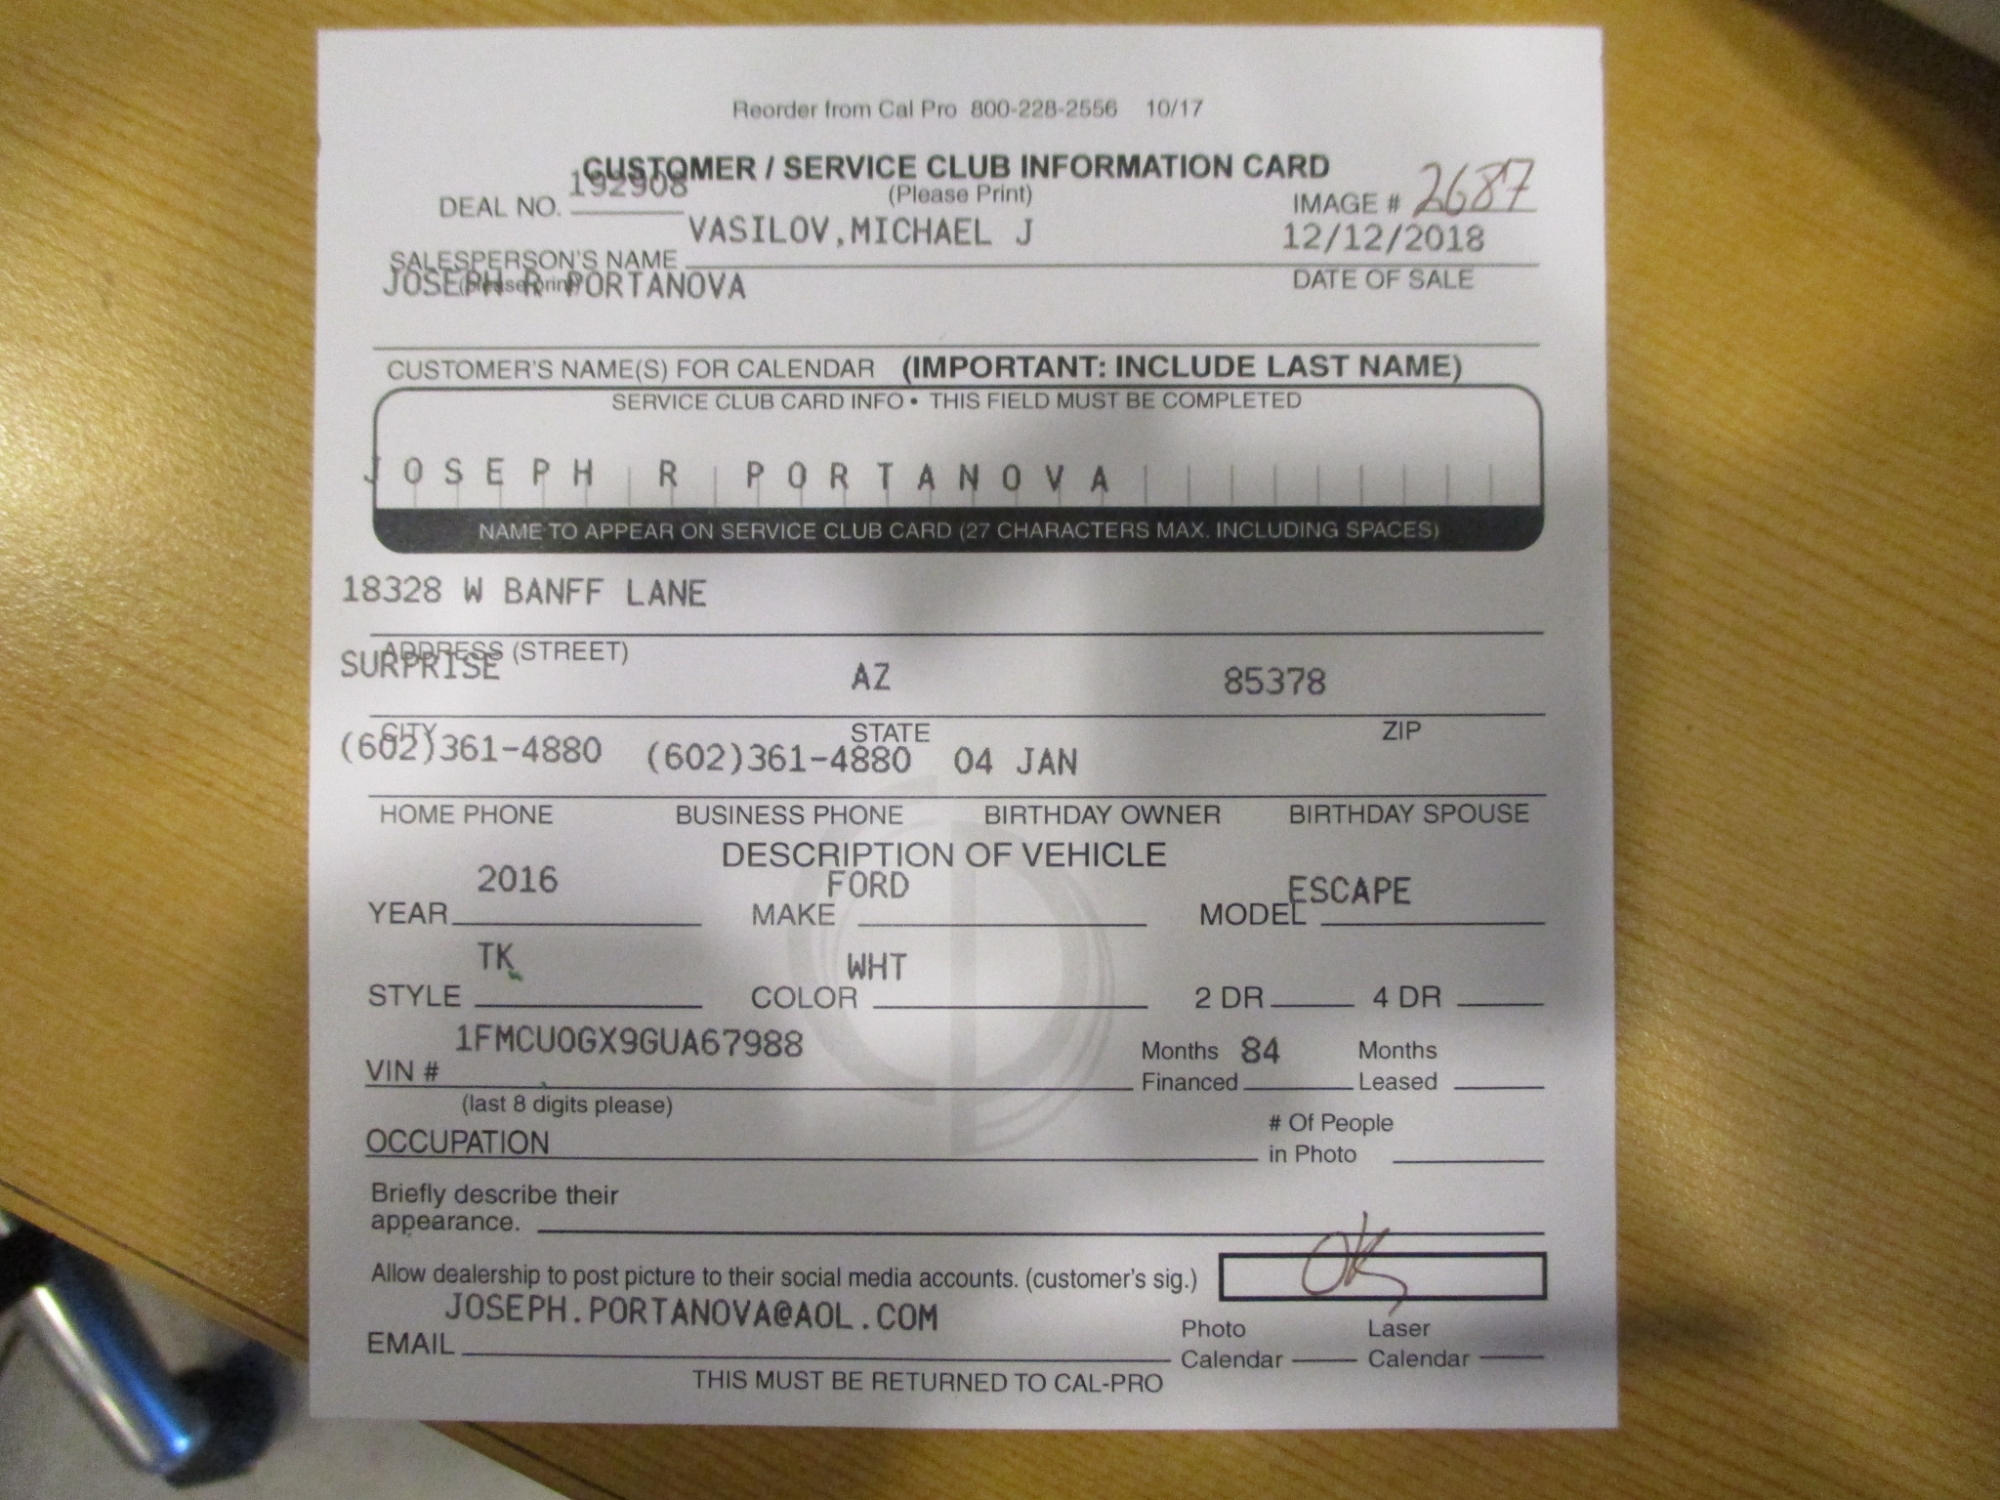 Reorder from Cal Pro 800-228-2556 10/17
CUSTOMER / SERVICE CLUB INFORMATION CARD
(Please Print)
DEAL NO. 192908
IMAGE # 2687
SALESPERSON'S NAME VASILOV,MICHAEL J 12/12/2018
(please print) DATE OF SALE
JOSEPH R PORTANOVA
CUSTOMER'S NAME(S) FOR CALENDAR (IMPORTANT: INCLUDE LAST NAME)
SERVICE CLUB CARD INFO • THIS FIELD MUST BE COMPLETED
JOSEPH R PORTANOVA
NAME TO APPEAR ON SERVICE CLUB CARD (27 CHARACTERS MAX. INCLUDING SPACES)
18328 W BANFF LANE
ADDRESS (STREET)
SURPRISE AZ 85378
CITY STATE ZIP
(602)361-4880 (602)361-4880 04 JAN
HOME PHONE BUSINESS PHONE BIRTHDAY OWNER BIRTHDAY SPOUSE
DESCRIPTION OF VEHICLE
YEAR 2016 MAKE FORD MODEL ESCAPE
STYLE TK COLOR WHT 2 DR 4 DR
VIN # 1FMCU0GX9GUA67988 Months Financed 84 Months Leased
(last 8 digits please)
OCCUPATION # Of People in Photo
Briefly describe their
appearance.
Allow dealership to post picture to their social media accounts. (customer's sig.) OK
EMAIL JOSEPH.PORTANOVA@AOL.COM Photo Calendar Laser Calendar
THIS MUST BE RETURNED TO CAL-PRO